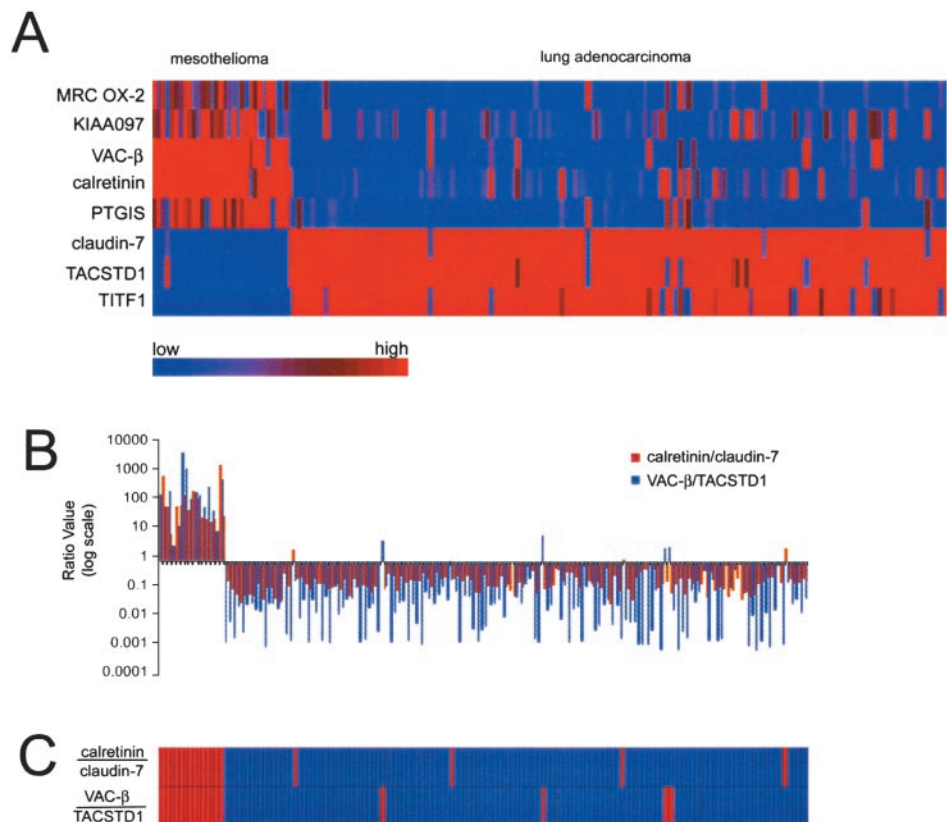 A
mesothelioma
lung adenocarcinoma
MRC OX-2
KIAA097
VAC-β
calretinin
PTGIS
claudin-7
TACSTD1
TITF1
low high
B
Ratio Value
(log scale)
10000
1000
100
10
1
0.1
0.01
0.001
0.0001
calretinin/claudin-7
VAC-β/TACSTD1
C
calretinin
claudin-7
VAC-β
TACSTD1